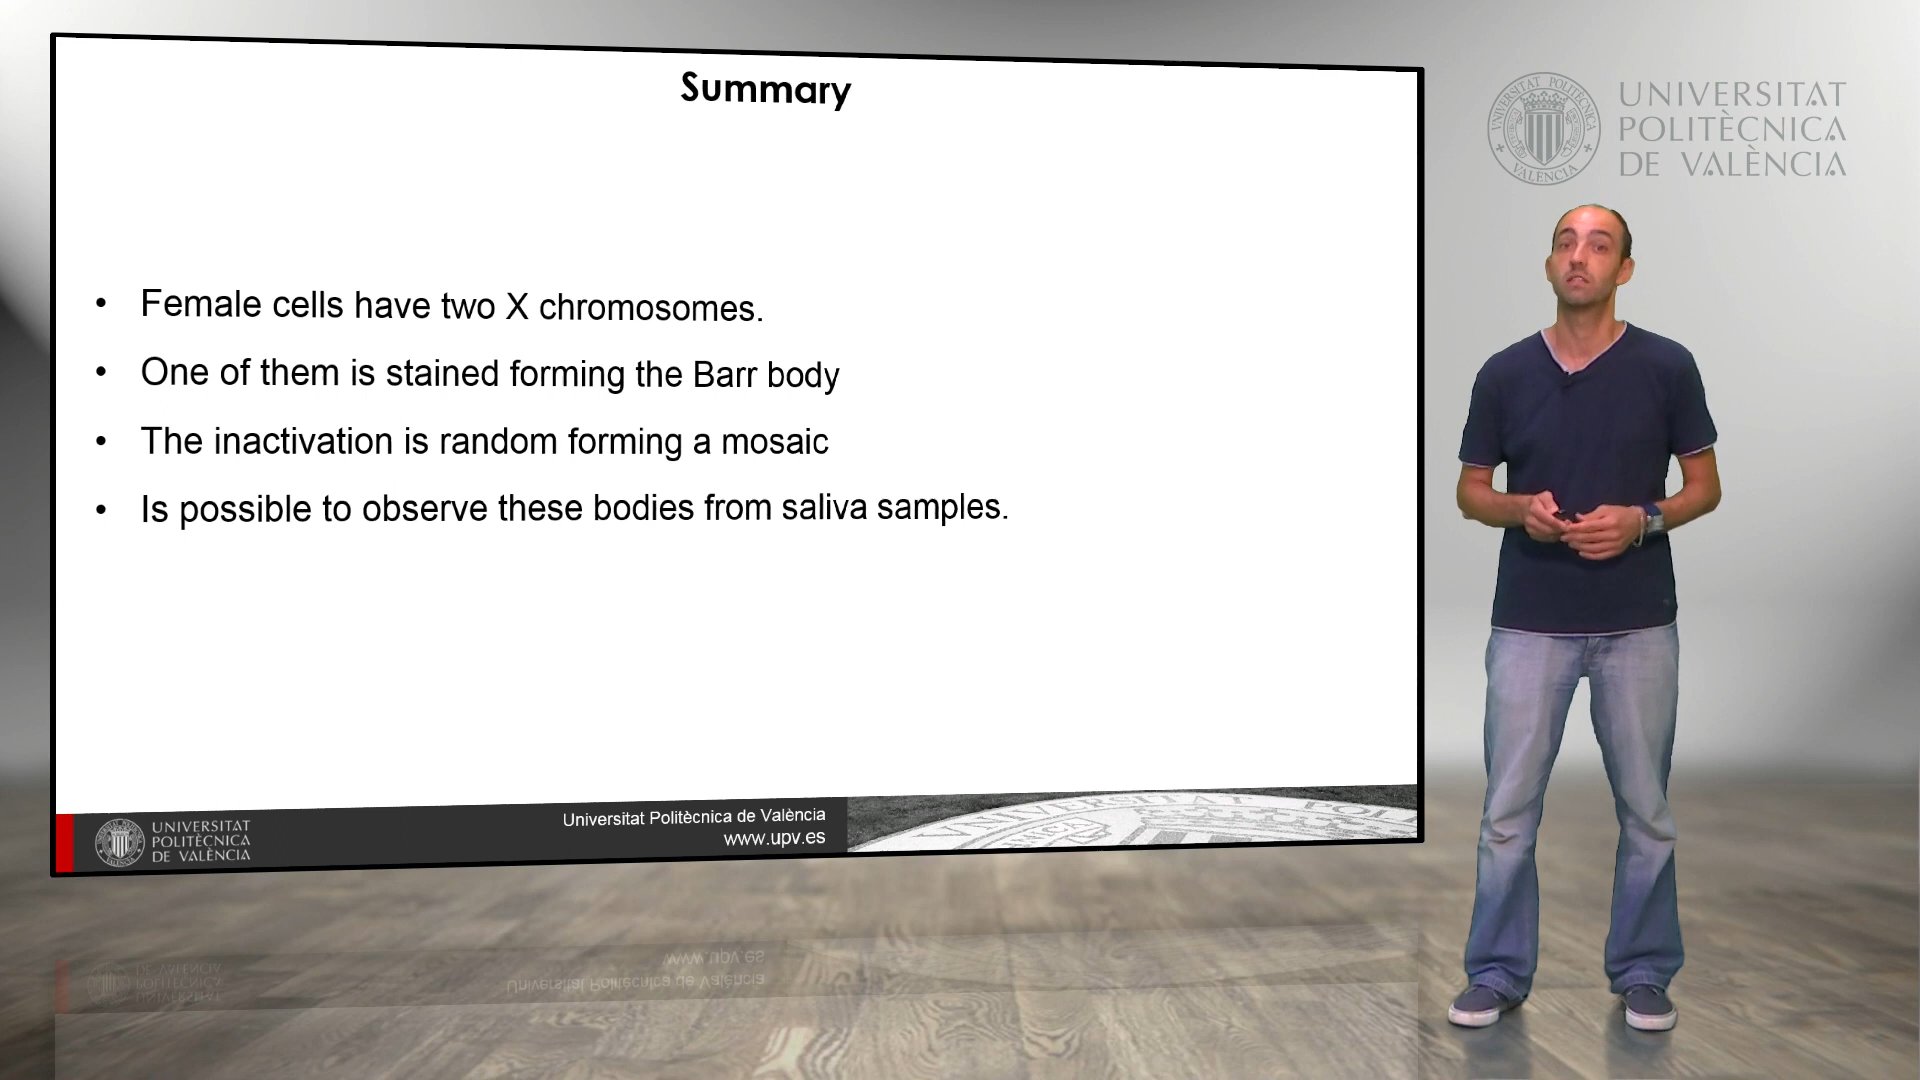 Summary
• Female cells have two X chromosomes.
• One of them is stained forming the Barr body
• The inactivation is random forming a mosaic
• Is possible to observe these bodies from saliva samples.
UNIVERSITAT
POLITÈCNICA
DE VALÈNCIA
Universitat Politècnica de València
www.upv.es
UNIVERSITAT
POLITÈCNICA
DE VALÈNCIA